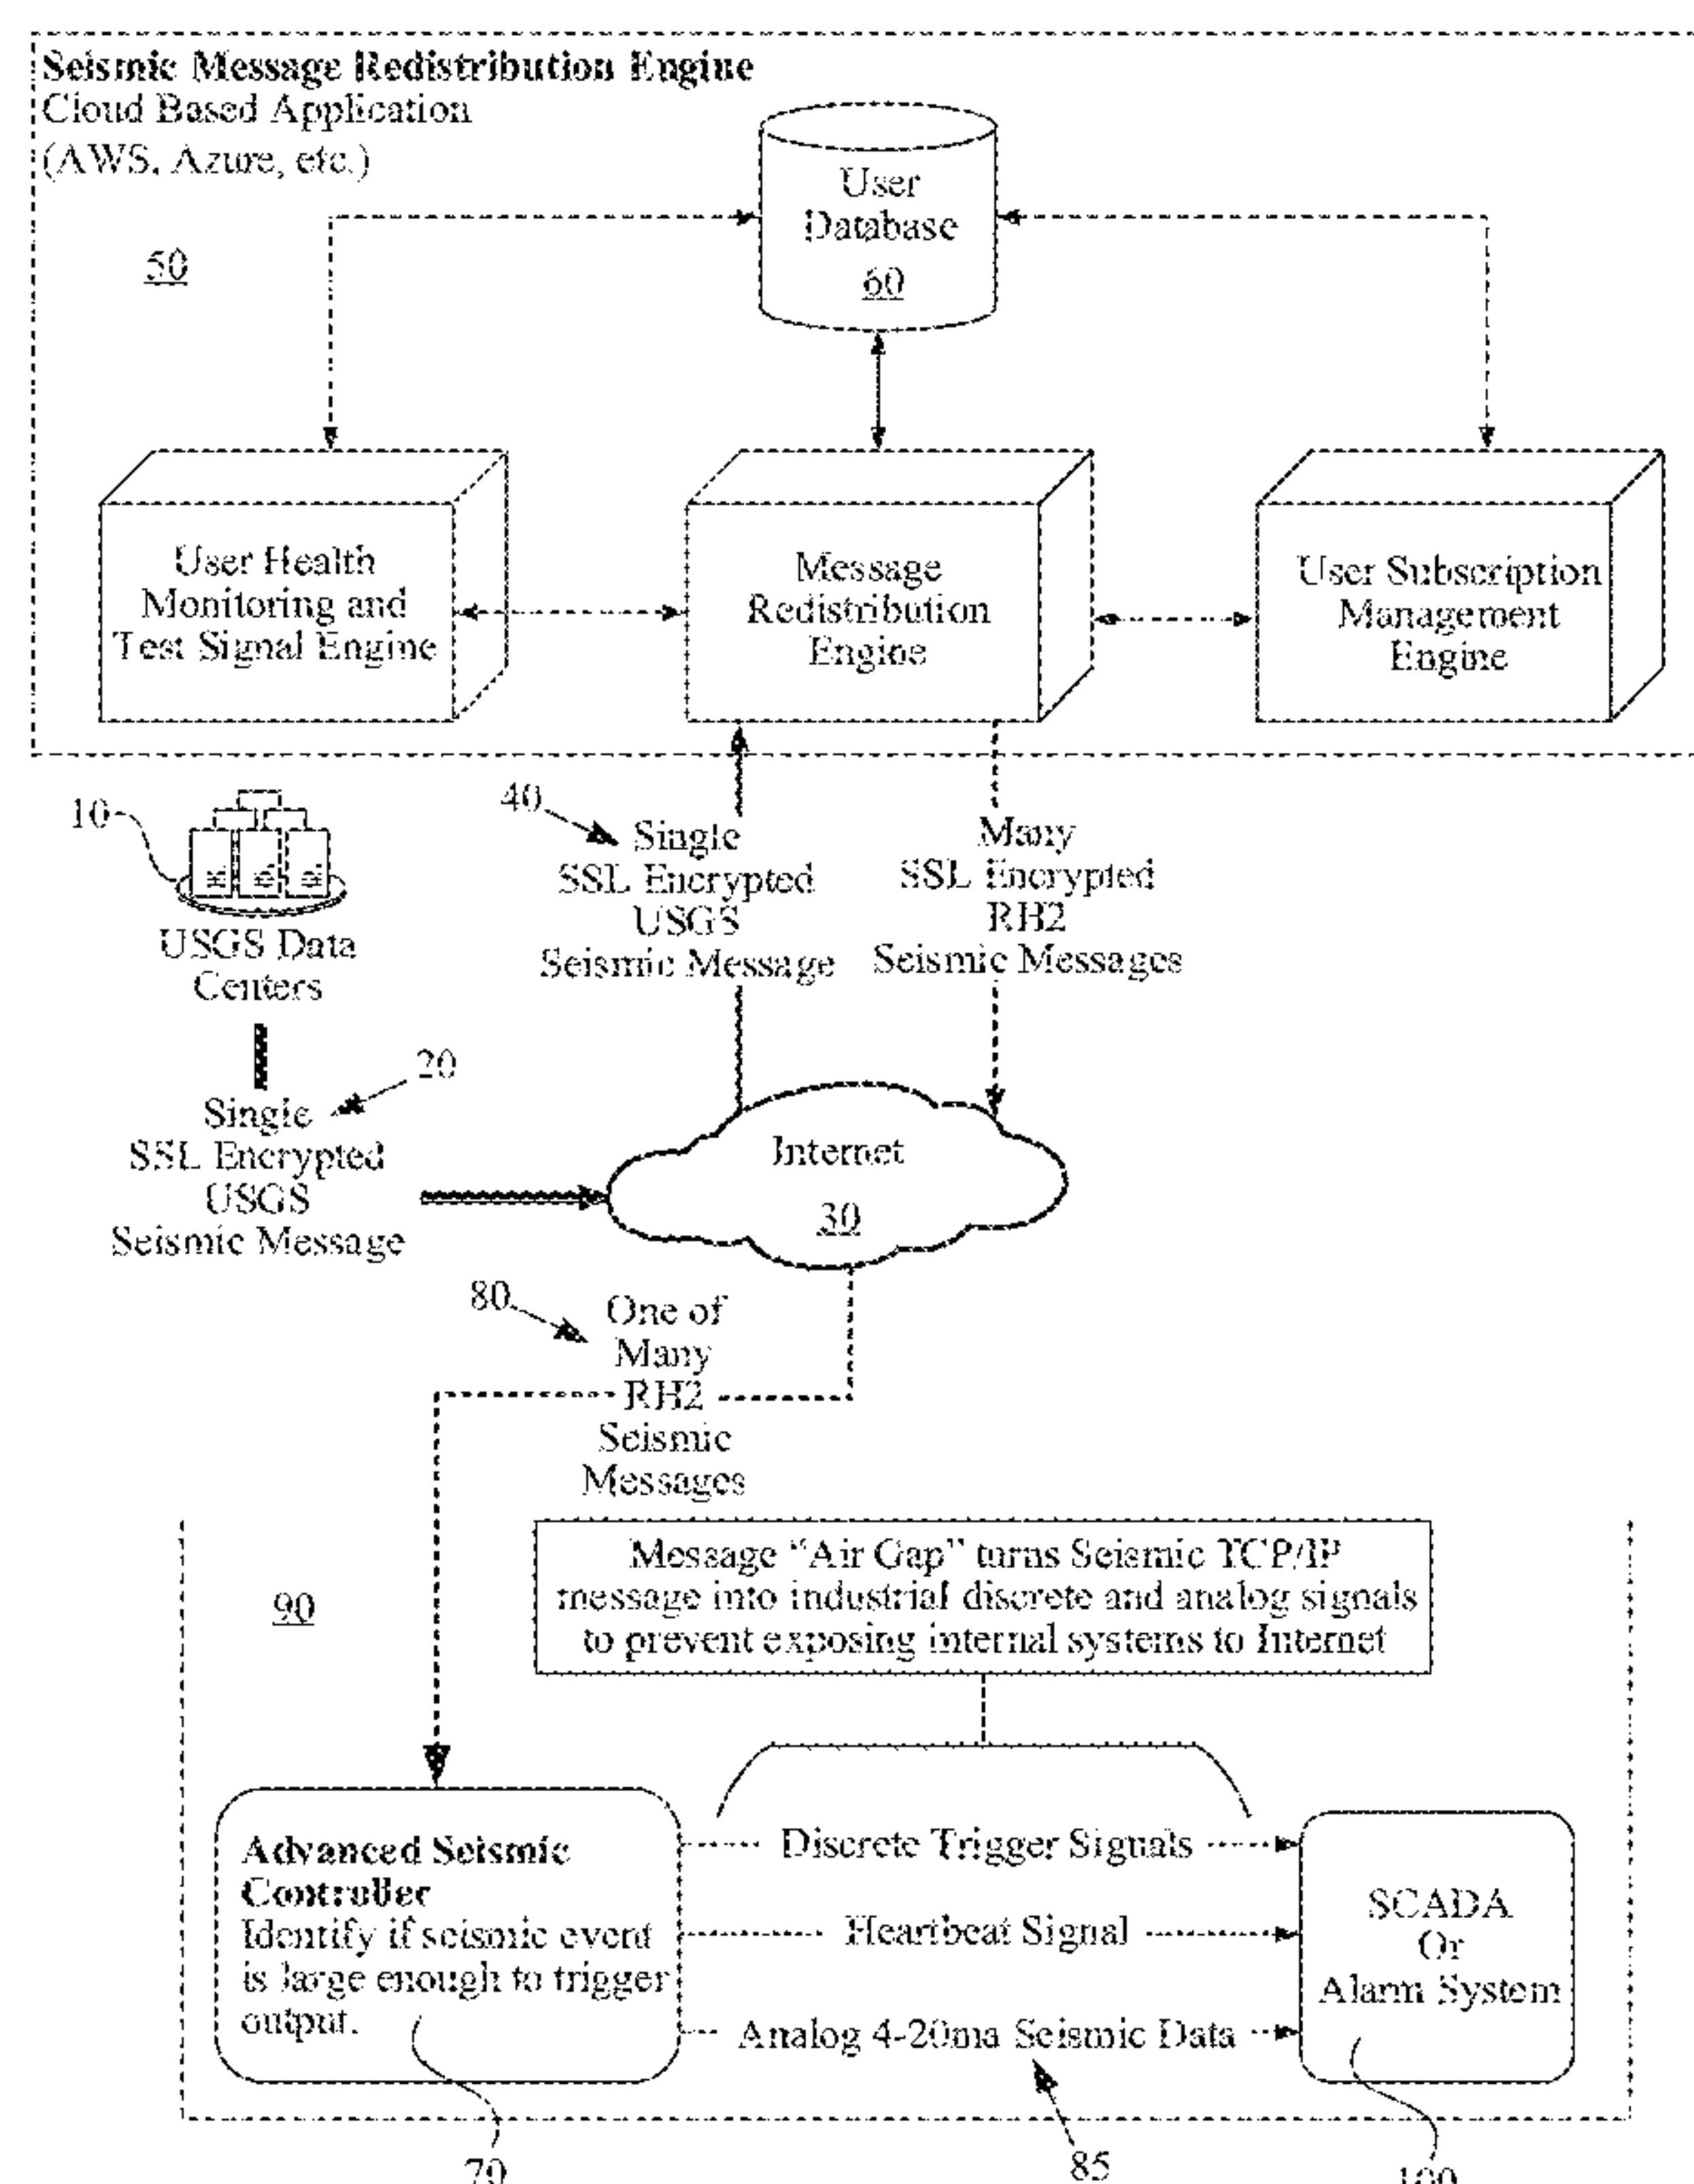 Seismic Message Redistribution Engine
Cloud Based Application
(AWS, Azure, etc.)
50
User
Database
60
User Health
Monitoring and
Test Signal Engine
Message
Redistribution
Engine
User Subscription
Management
Engine
10
USGS Data
Centers
40
Single
SSL Encrypted
USGS
Seismic Message
Many
SSL Encrypted
RH2
Seismic Messages
20
Single
SSL Encrypted
USGS
Seismic Message
Internet
30
80
One of
Many
RH2
Seismic
Messages
90
Message “Air Gap” turns Seismic TCP/IP
message into industrial discrete and analog signals
to prevent exposing internal systems to Internet
Advanced Seismic
Controller
Identify if seismic event
is large enough to trigger
output.
Discrete Trigger Signals
Heartbeat Signal
Analog 4-20ma Seismic Data
SCADA
Or
Alarm System
70
85
100